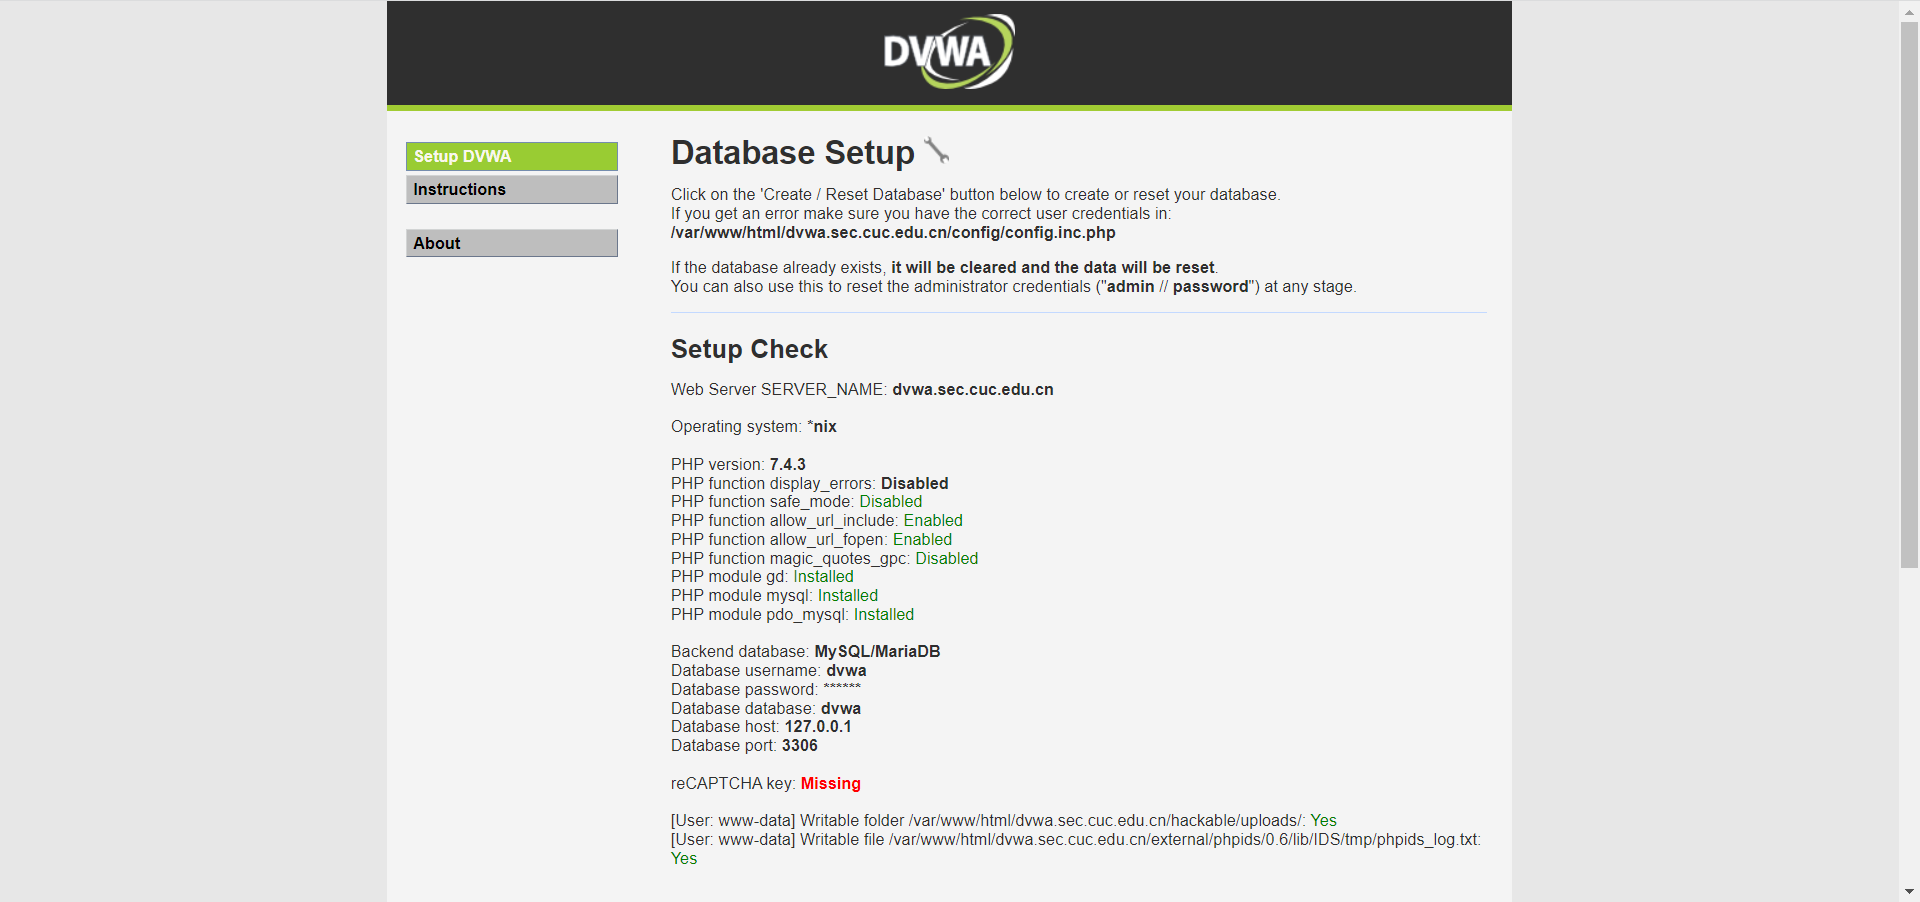 DVWA
Setup DVWA
Instructions
About
Database Setup
Click on the 'Create / Reset Database' button below to create or reset your database.
If you get an error make sure you have the correct user credentials in:
/var/www/html/dvwa.sec.cuc.edu.cn/config/config.inc.php
If the database already exists, it will be cleared and the data will be reset.
You can also use this to reset the administrator credentials ("admin // password") at any stage.
Setup Check
Web Server SERVER_NAME: dvwa.sec.cuc.edu.cn
Operating system: *nix
PHP version: 7.4.3
PHP function display_errors: Disabled
PHP function safe_mode: Disabled
PHP function allow_url_include: Enabled
PHP function allow_url_fopen: Enabled
PHP function magic_quotes_gpc: Disabled
PHP module gd: Installed
PHP module mysql: Installed
PHP module pdo_mysql: Installed
Backend database: MySQL/MariaDB
Database username: dvwa
Database password: ******
Database database: dvwa
Database host: 127.0.0.1
Database port: 3306
reCAPTCHA key: Missing
[User: www-data] Writable folder /var/www/html/dvwa.sec.cuc.edu.cn/hackable/uploads/: Yes
[User: www-data] Writable file /var/www/html/dvwa.sec.cuc.edu.cn/external/phpids/0.6/lib/IDS/tmp/phpids_log.txt:
Yes